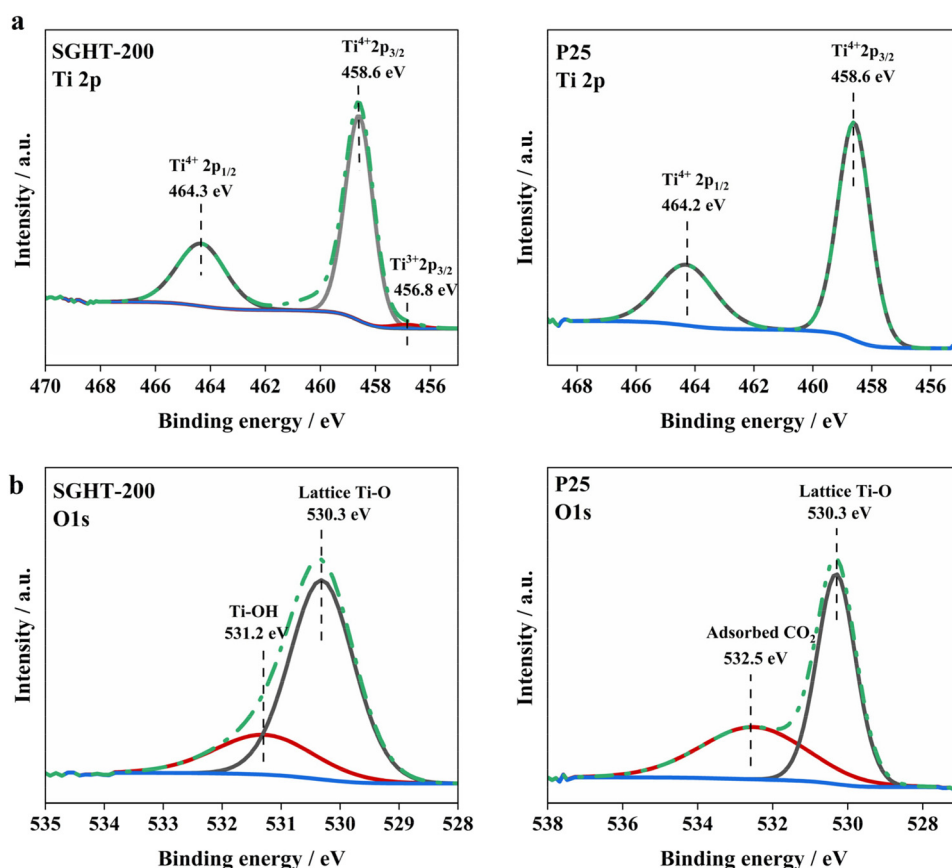 a
SGHT-200
Ti 2p
Ti⁴⁺2p₃/₂
458.6 eV
Ti⁴⁺ 2p₁/₂
464.3 eV
Ti³⁺2p₃/₂
456.8 eV
Intensity / a.u.
470 468 466 464 462 460 458 456
Binding energy / eV
P25
Ti 2p
Ti⁴⁺2p₃/₂
458.6 eV
Ti⁴⁺ 2p₁/₂
464.2 eV
Intensity / a.u.
468 466 464 462 460 458 456
Binding energy / eV
b
SGHT-200
O1s
Lattice Ti-O
530.3 eV
Ti-OH
531.2 eV
Intensity / a.u.
535 534 533 532 531 530 529 528
Binding energy / eV
P25
O1s
Lattice Ti-O
530.3 eV
Adsorbed CO₂
532.5 eV
Intensity / a.u.
538 536 534 532 530 528
Binding energy / eV